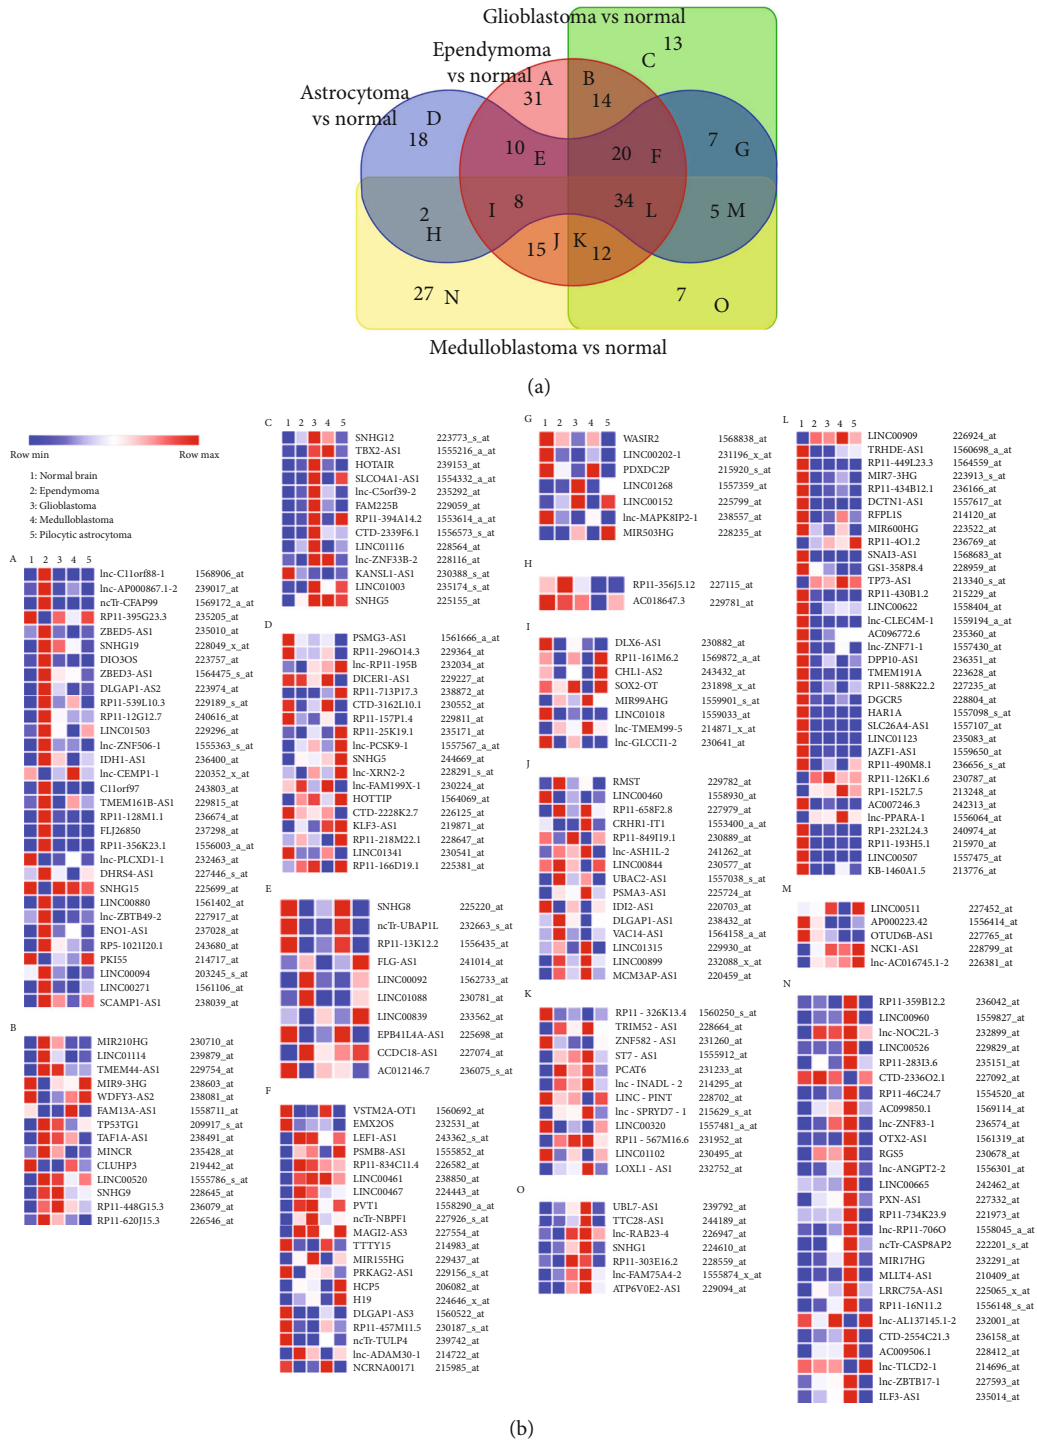 Glioblastoma vs normal
13
C
Ependymoma
vs normal
A
B
31
14
Astrocytoma
vs normal
D
18
10
E
20
F
7
G
2
H
I
8
34
L
5 M
15
J
K
12
27 N
7
O
Medulloblastoma vs normal
(a)
Row min Row max
1: Normal brain
2: Ependymoma
3: Glioblastoma
4: Medulloblastoma
5: Pilocytic astrocytoma
A
1 2 3 4 5
lnc-C11orf88-1 1568906_at
lnc-AP000867.1-2 239017_at
ncTr-CFAP99 1569172_a_at
RP11-395G23.3 235205_at
ZBED5-AS1 235010_at
SNHG19 228049_x_at
DIO3OS 223757_at
ZBED3-AS1 1564475_s_at
DLGAP1-AS2 223974_at
RP11-539L10.3 229189_s_at
RP11-12G12.7 240616_at
LINC01503 229296_at
lnc-ZNF506-1 1555363_s_at
IDH1-AS1 236400_at
lnc-CEMP1-1 220352_x_at
C11orf97 243803_at
TMEM161B-AS1 229815_at
RP11-128M1.1 236674_at
FLJ26850 237298_at
RP11-356K23.1 1556003_a_at
lnc-PLCXD1-1 232463_at
DHRS4-AS1 227446_s_at
SNHG15 225699_at
LINC00880 1561402_at
lnc-ZBTB49-2 227917_at
ENO1-AS1 237028_at
RP5-1021I20.1 243680_at
PKI55 214717_at
LINC00094 203245_s_at
LINC00271 1561106_at
SCAMP1-AS1 238039_at
B
MIR210HG 230710_at
LINC01114 239879_at
TMEM44-AS1 229754_at
MIR9-3HG 238603_at
WDFY3-AS2 238081_at
FAM13A-AS1 1558711_at
TP53TG1 209917_s_at
TAF1A-AS1 238491_at
MINCR 235428_at
CLUHP3 219442_at
LINC00520 1555786_s_at
SNHG9 228645_at
RP11-448G15.3 236079_at
RP11-620J15.3 226546_at
C
1 2 3 4 5
SNHG12 223773_s_at
TBX2-AS1 1555216_a_at
HOTAIR 239153_at
SLCO4A1-AS1 1554332_a_at
lnc-C5orf39-2 235292_at
FAM225B 229059_at
RP11-394A14.2 1553614_a_at
CTD-2339F6.1 1556573_s_at
LINC01116 228564_at
lnc-ZNF33B-2 228116_at
KANSL1-AS1 230388_s_at
LINC01003 235174_s_at
SNHG5 225155_at
D
PSMG3-AS1 1561666_a_at
RP11-296O14.3 229364_at
lnc-RP11-195B 232034_at
DICER1-AS1 229227_at
RP11-713P17.3 238872_at
CTD-3162L10.1 230552_at
RP11-157P1.4 229811_at
RP11-25K19.1 235171_at
lnc-PCSK9-1 1557567_a_at
SNHG5 244669_at
lnc-XRN2-2 228291_s_at
lnc-FAM199X-1 230224_at
HOTTIP 1564069_at
CTD-2228K2.7 226125_at
KLF3-AS1 219871_at
RP11-218M22.1 228647_at
LINC01341 230541_at
RP11-166D19.1 225381_at
E
SNHG8 225220_at
ncTr-UBAP1L 232663_s_at
RP11-13K12.2 1556435_at
FLG-AS1 241014_at
LINC00092 1562733_at
LINC01088 230781_at
LINC00839 233562_at
EPB41L4A-AS1 225698_at
CCDC18-AS1 227074_at
AC012146.7 236075_s_at
F
VSTM2A-OT1 1560692_at
EMX2OS 232531_at
LEF1-AS1 243362_s_at
PSMB8-AS1 1555852_at
RP11-834C11.4 226582_at
LINC00461 238850_at
LINC00467 224443_at
PVT1 1558290_a_at
ncTr-NBPF1 227926_s_at
MAGI2-AS3 227554_at
TTTY15 214983_at
MIR155HG 229437_at
PRKAG2-AS1 229156_s_at
HCP5 206082_at
H19 224646_x_at
DLGAP1-AS3 1560522_at
RP11-457M11.5 230187_s_at
ncTr-TULP4 239742_at
lnc-ADAM30-1 214722_at
NCRNA00171 215985_at
G
1 2 3 4 5
WASIR2 1568838_at
LINC00202-1 231196_x_at
PDXDC2P 215920_s_at
LINC01268 1557359_at
LINC00152 225799_at
lnc-MAPK8IP2-1 238557_at
MIR503HG 228235_at
H
RP11-356J5.12 227115_at
AC018647.3 229781_at
I
DLX6-AS1 230882_at
RP11-161M6.2 1569872_a_at
CHL1-AS2 243432_at
SOX2-OT 231898_x_at
MIR99AHG 1559901_s_at
LINC01018 1559033_at
lnc-TMEM99-5 214871_x_at
lnc-GLCCI1-2 230641_at
J
RMST 229782_at
LINC00460 1558930_at
RP11-658F2.8 227979_at
CRHR1-IT1 1553400_a_at
RP11-849I19.1 230889_at
lnc-ASH1L-2 241262_at
LINC00844 230577_at
UBAC2-AS1 1557038_s_at
PSMA3-AS1 225724_at
IDI2-AS1 220703_at
DLGAP1-AS1 238432_at
VAC14-AS1 1564158_a_at
LINC01315 229930_at
LINC00899 232088_x_at
MCM3AP-AS1 220459_at
K
RP11 - 326K13.4 1560250_s_at
TRIM52 - AS1 228664_at
ZNF582 - AS1 231260_at
ST7 - AS1 1555912_at
PCAT6 231233_at
lnc - INADL - 2 214295_at
LINC - PINT 228702_at
lnc - SPRYD7 - 1 215629_s_at
LINC00320 1557481_a_at
RP11 - 567M16.6 231952_at
LINC01102 230495_at
LOXL1 - AS1 232752_at
O
UBL7-AS1 239792_at
TTC28-AS1 244189_at
lnc-RAB23-4 226947_at
SNHG1 224610_at
RP11-303E16.2 228559_at
lnc-FAM75A4-2 1555874_x_at
ATP6V0E2-AS1 229094_at
L
1 2 3 4 5
LINC00909 226924_at
TRHDE-AS1 1560698_a_at
RP11-449L23.3 1564559_at
MIR7-3HG 223913_s_at
RP11-434B12.1 236166_at
DCTN1-AS1 1557617_at
RFPL1S 214120_at
MIR600HG 223522_at
RP11-4O1.2 236769_at
SNAI3-AS1 1568683_at
GS1-358P8.4 228959_at
TP73-AS1 213340_s_at
RP11-430B1.2 215229_at
LINC00622 1558404_at
lnc-CLEC4M-1 1559194_a_at
AC096772.6 235360_at
lnc-ZNF71-1 1557430_at
DPP10-AS1 236351_at
TMEM191A 223628_at
RP11-588K22.2 227235_at
DGCR5 228804_at
HAR1A 1557098_s_at
SLC26A4-AS1 1557107_at
LINC01123 235083_at
JAZF1-AS1 1559650_at
RP11-490M8.1 236656_s_at
RP11-126K1.6 230787_at
RP1-152L7.5 213248_at
AC007246.3 242313_at
lnc-PPARA-1 1556064_at
RP1-232L24.3 240974_at
RP11-193H5.1 215970_at
LINC00507 1557475_at
KB-1460A1.5 213776_at
M
LINC00511 227452_at
AP000223.42 1556414_at
OTUD6B-AS1 227765_at
NCK1-AS1 228799_at
lnc-AC016745.1-2 226381_at
N
RP11-359B12.2 236042_at
LINC00960 1559827_at
lnc-NOC2L-3 232899_at
LINC00526 229829_at
RP11-283I3.6 235151_at
CTD-2336O2.1 227092_at
RP11-46C24.7 1554520_at
AC099850.1 1569114_at
lnc-ZNF83-1 236574_at
OTX2-AS1 1561319_at
RGS5 230678_at
lnc-ANGPT2-2 1556301_at
LINC00665 242462_at
PXN-AS1 227332_at
RP11-734K23.9 221973_at
lnc-RP11-706O 1558045_a_at
ncTr-CASP8AP2 222201_s_at
MIR17HG 232291_at
MLLT4-AS1 210409_at
LRRC75A-AS1 225065_x_at
RP11-16N11.2 1556148_s_at
lnc-AL137145.1-2 232001_at
CTD-2554C21.3 236158_at
AC009506.1 228412_at
lnc-TLCD2-1 214696_at
lnc-ZBTB17-1 227593_at
ILF3-AS1 235014_at
(b)